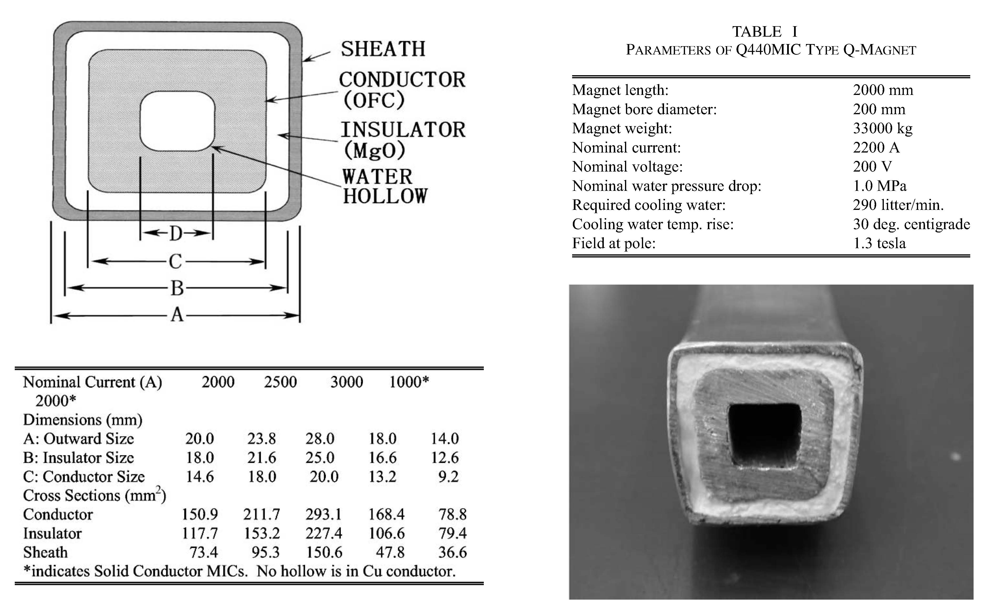 SHEATH
CONDUCTOR
(OFC)
INSULATOR
(MgO)
WATER
HOLLOW
D
C
B
A
Nominal Current (A) 2000 2500 3000 1000*
2000*
Dimensions (mm)
A: Outward Size 20.0 23.8 28.0 18.0 14.0
B: Insulator Size 18.0 21.6 25.0 16.6 12.6
C: Conductor Size 14.6 18.0 20.0 13.2 9.2
Cross Sections (mm²)
Conductor 150.9 211.7 293.1 168.4 78.8
Insulator 117.7 153.2 227.4 106.6 79.4
Sheath 73.4 95.3 150.6 47.8 36.6
*indicates Solid Conductor MICs. No hollow is in Cu conductor.
TABLE I
PARAMETERS OF Q440MIC TYPE Q-MAGNET
Magnet length: 2000 mm
Magnet bore diameter: 200 mm
Magnet weight: 33000 kg
Nominal current: 2200 A
Nominal voltage: 200 V
Nominal water pressure drop: 1.0 MPa
Required cooling water: 290 litter/min.
Cooling water temp. rise: 30 deg. centigrade
Field at pole: 1.3 tesla